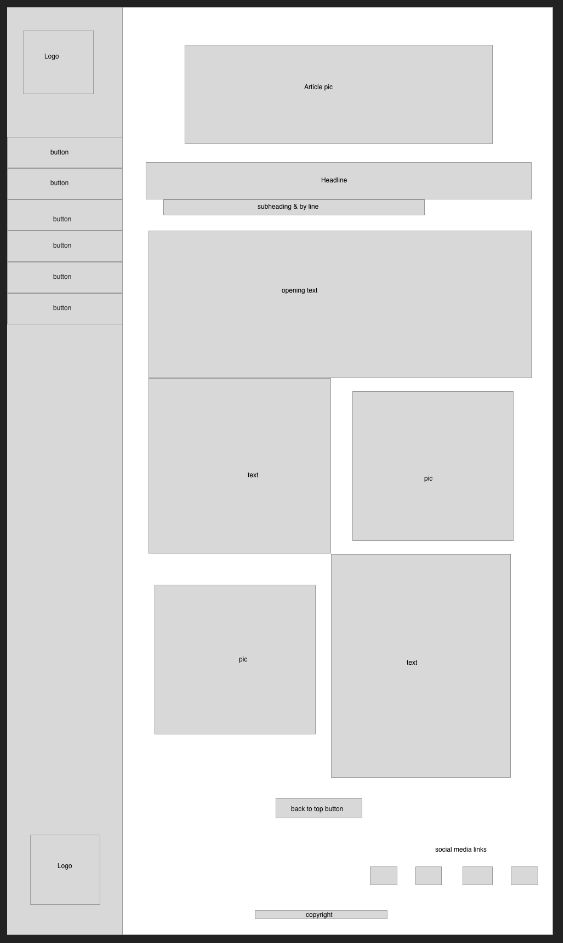 Logo
button
button
button
button
button
button
Logo
Article pic
Headline
subheading & by line
opening text
text
pic
pic
text
back to top button
social media links
copyright